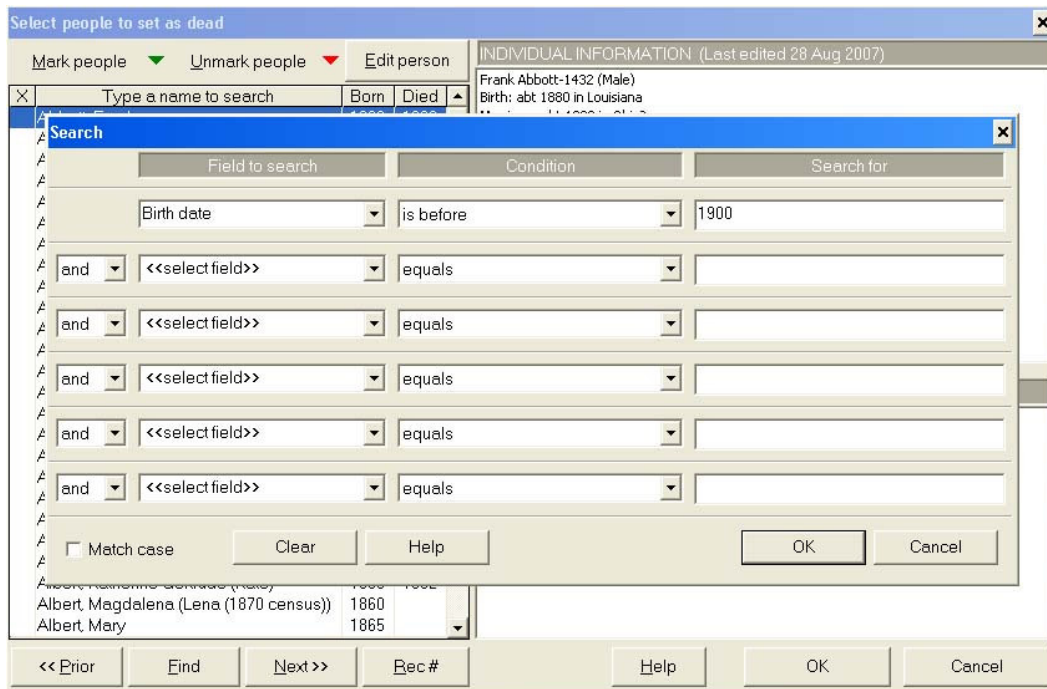 Select people to set as dead
Mark people Unmark people Edit person
INDIVIDUAL INFORMATION (Last edited 28 Aug 2007)
Frank Abbott-1432 (Male)
Birth: abt 1880 in Louisiana
X Type a name to search Born Died
Search
Field to search Condition Search for
Birth date is before 1900
and <<select field>> equals
and <<select field>> equals
and <<select field>> equals
and <<select field>> equals
and <<select field>> equals
Match case Clear Help OK Cancel
Albert, Magdalena (Lena (1870 census)) 1860
Albert, Mary 1865
<< Prior Find Next >> Rec # Help OK Cancel